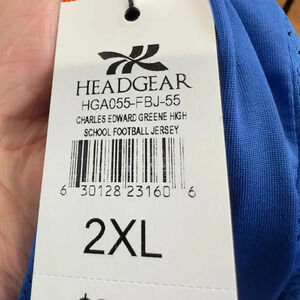 HEADGEAR
HGA055-FBJ-55
CHARLES EDWARD GREENE HIGH
SCHOOL FOOTBALL JERSEY
6 30128 23160 6
2XL